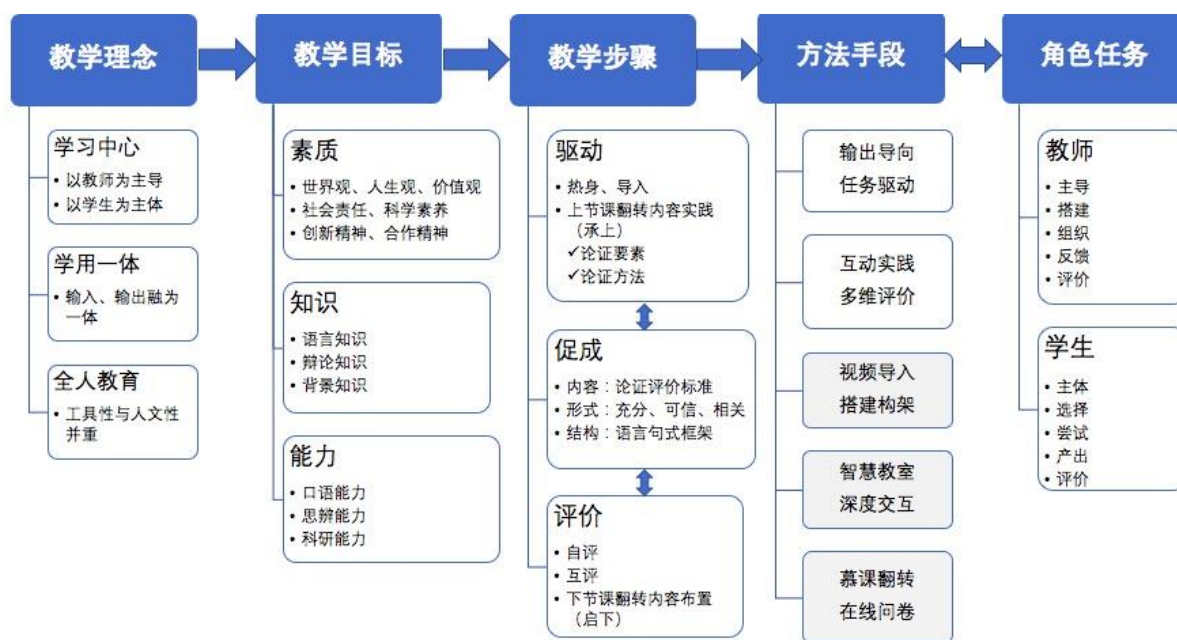 教学理念
教学目标
教学步骤
方法手段
角色任务
学习中心
• 以教师为主导
• 以学生为主体
学用一体
• 输入、输出融为
一体
全人教育
• 工具性与人文性
并重
素质
• 世界观、人生观、价值观
• 社会责任、科学素养
• 创新精神、合作精神
知识
• 语言知识
• 辩论知识
• 背景知识
能力
• 口语能力
• 思辨能力
• 科研能力
驱动
• 热身、导入
• 上节课翻转内容实践
（承上）
✓论证要素
✓论证方法
促成
• 内容：论证评价标准
• 形式：充分、可信、相关
• 结构：语言句式框架
评价
• 自评
• 互评
• 下节课翻转内容布置
（启下）
输出导向
任务驱动
互动实践
多维评价
视频导入
搭建构架
智慧教室
深度交互
慕课翻转
在线问卷
教师
• 主导
• 搭建
• 组织
• 反馈
• 评价
学生
• 主体
• 选择
• 尝试
• 产出
• 评价